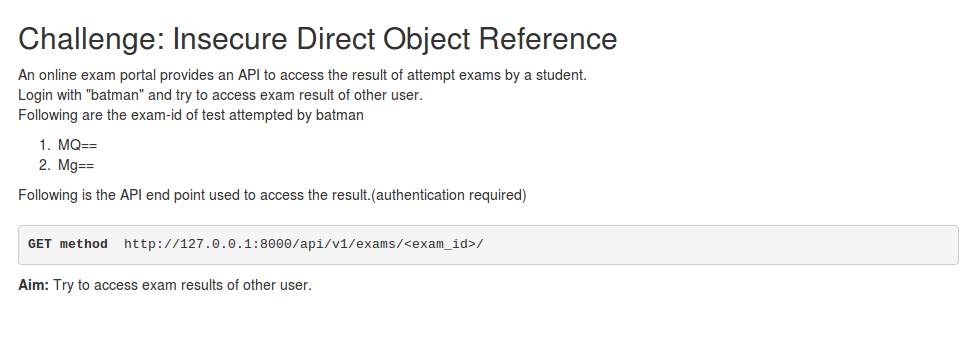 Challenge: Insecure Direct Object Reference
An online exam portal provides an API to access the result of attempt exams by a student.
Login with "batman" and try to access exam result of other user.
Following are the exam-id of test attempted by batman
1. MQ==
2. Mg==
Following is the API end point used to access the result.(authentication required)
GET method http://127.0.0.1:8000/api/v1/exams/<exam_id>/
Aim: Try to access exam results of other user.